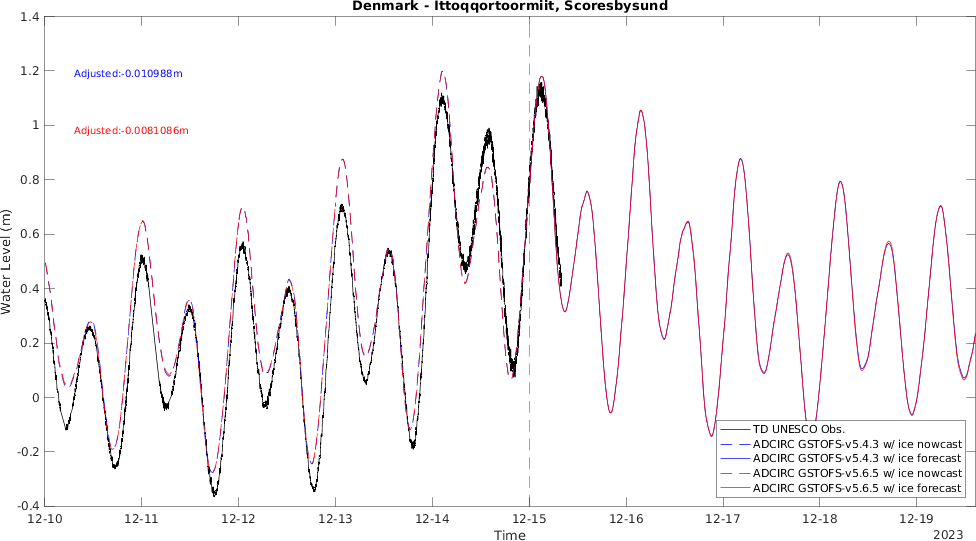 Denmark - Ittoqqortoormiit, Scoresbysund
1.4
1.2
1
0.8
0.6
0.4
0.2
0
-0.2
-0.4
Water Level (m)
Adjusted:-0.010988m
Adjusted:-0.0081086m
TD UNESCO Obs.
ADCIRC GSTOFS-v5.4.3 w/ ice nowcast
ADCIRC GSTOFS-v5.4.3 w/ ice forecast
ADCIRC GSTOFS-v5.6.5 w/ ice nowcast
ADCIRC GSTOFS-v5.6.5 w/ ice forecast
12-10 12-11 12-12 12-13 12-14 12-15 12-16 12-17 12-18 12-19
Time
2023